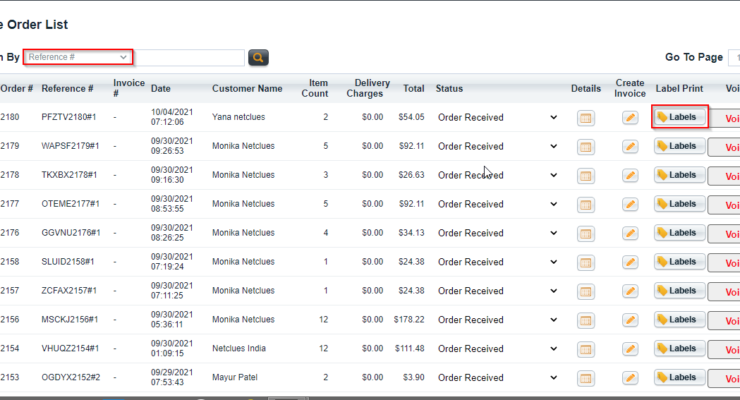 e Order List
n By Reference # Go To Page 1
Order # Reference # Invoice # Date Customer Name Item Count Delivery Charges Total Status Details Create Invoice Label Print Voi
2180 PFZTV2180#1 - 10/04/2021 07:12:06 Yana netclues 2 $0.00 $54.05 Order Received Labels Voi
2179 WAPSF2179#1 - 09/30/2021 09:26:53 Monika Netclues 5 $0.00 $92.11 Order Received Labels Voi
2178 TKXBX2178#1 - 09/30/2021 09:16:30 Monika Netclues 3 $0.00 $26.63 Order Received Labels Voi
2177 OTEME2177#1 - 09/30/2021 08:53:55 Monika Netclues 5 $0.00 $92.11 Order Received Labels Voi
2176 GGVNU2176#1 - 09/30/2021 08:26:25 Monika Netclues 4 $0.00 $34.13 Order Received Labels Voi
2158 SLUID2158#1 - 09/30/2021 07:19:24 Monika Netclues 1 $0.00 $24.38 Order Received Labels Voi
2157 ZCFAX2157#1 - 09/30/2021 07:11:25 Monika Netclues 1 $0.00 $24.38 Order Received Labels Voi
2156 MSCKJ2156#1 - 09/30/2021 05:36:11 Monika Netclues 12 $0.00 $178.22 Order Received Labels Voi
2154 VHUQZ2154#1 - 09/30/2021 01:09:15 Netclues India 12 $0.00 $111.48 Order Received Labels Voi
2153 OGDYX2152#2 - 09/29/2021 07:53:43 Mayur Patel 2 $0.00 $3.90 Order Received Labels Voi